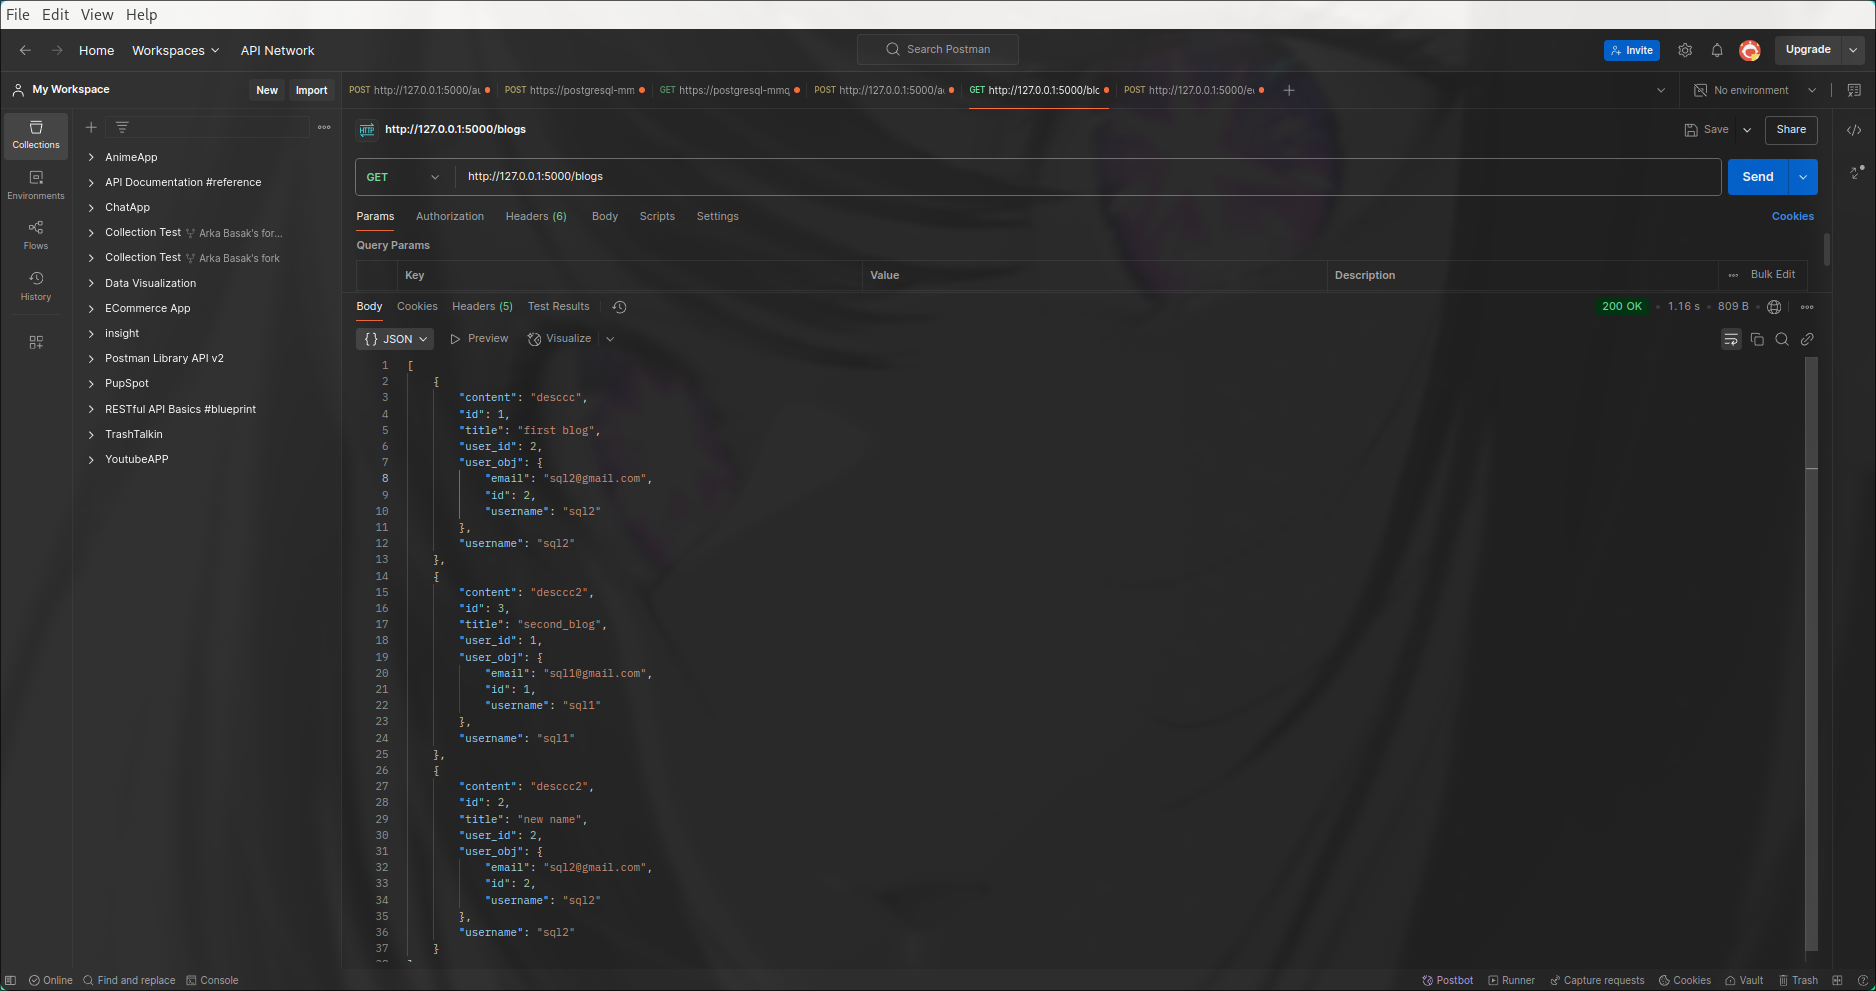 File Edit View Help
Home Workspaces API Network Search Postman Invite Upgrade
My Workspace New Import
POST http://127.0.0.1:5000/au POST https://postgresql-mm GET https://postgresql-mmq POST http://127.0.0.1:5000/ac GET http://127.0.0.1:5000/blo POST http://127.0.0.1:5000/ec No environment
Collections
Environments
Flows
History
AnimeApp
API Documentation #reference
ChatApp
Collection Test Arka Basak's for...
Collection Test Arka Basak's fork
Data Visualization
ECommerce App
insight
Postman Library API v2
PupSpot
RESTful API Basics #blueprint
TrashTalkin
YoutubeAPP
HTTP http://127.0.0.1:5000/blogs Save Share
GET http://127.0.0.1:5000/blogs Send
Params Authorization Headers (6) Body Scripts Settings Cookies
Query Params
Key Value Description Bulk Edit
Body Cookies Headers (5) Test Results 200 OK 1.16 s 809 B
{} JSON Preview Visualize
1 [
2 {
3 "content": "desccc",
4 "id": 1,
5 "title": "first blog",
6 "user_id": 2,
7 "user_obj": {
8 "email": "sql2@gmail.com",
9 "id": 2,
10 "username": "sql2"
11 },
12 "username": "sql2"
13 },
14 {
15 "content": "desccc2",
16 "id": 3,
17 "title": "second_blog",
18 "user_id": 1,
19 "user_obj": {
20 "email": "sql1@gmail.com",
21 "id": 1,
22 "username": "sql1"
23 },
24 "username": "sql1"
25 },
26 {
27 "content": "desccc2",
28 "id": 2,
29 "title": "new name",
30 "user_id": 2,
31 "user_obj": {
32 "email": "sql2@gmail.com",
33 "id": 2,
34 "username": "sql2"
35 },
36 "username": "sql2"
37 }
Online Find and replace Console Postbot Runner Capture requests Cookies Vault Trash